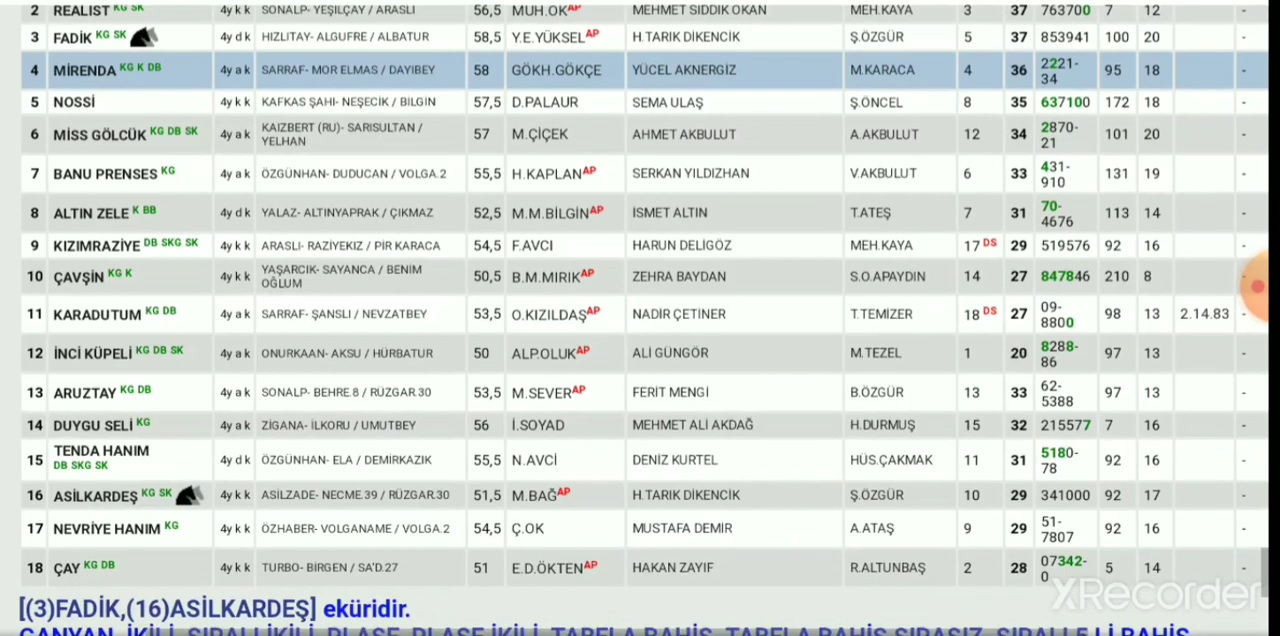 2 REALIST KG SK 4y k k SONALP- YEŞİLÇAY / ARASLI 56,5 MUH.OK AP MEHMET SIDDIK OKAN MEH.KAYA 3 37 763700 7 12 -
3 FADİK KG SK 4y d k HIZLITAY- ALGUFRE / ALBATUR 58,5 Y.E.YÜKSEL AP H.TARIK DİKENCİK Ş.ÖZGÜR 5 37 853941 100 20 -
4 MİRENDA KG K DB 4y a k SARRAF- MOR ELMAS / DAYIBEY 58 GÖKH.GÖKÇE YÜCEL AKNERGİZ M.KARACA 4 36 2221-34 95 18 -
5 NOSSİ 4y k k KAFKAS ŞAHI- NEŞECİK / BİLGİN 57,5 D.PALAUR SEMA ULAŞ Ş.ÖNCEL 8 35 637100 172 18 -
6 MİSS GÖLCÜK KG DB SK 4y a k KAIZBERT (RU)- SARISULTAN / YELHAN 57 M.ÇİÇEK AHMET AKBULUT A.AKBULUT 12 34 2870-21 101 20 -
7 BANU PRENSES KG 4y a k ÖZGÜNHAN- DUDUCAN / VOLGA.2 55,5 H.KAPLAN AP SERKAN YILDIZHAN V.AKBULUT 6 33 431-910 131 19 -
8 ALTIN ZELE K BB 4y d k YALAZ- ALTINYAPRAK / ÇIKMAZ 52,5 M.M.BİLGİN AP İSMET ALTIN T.ATEŞ 7 31 70-4676 113 14 -
9 KIZIMRAZİYE DB SKG SK 4y k k ARASLI- RAZİYEKIZ / PİR KARACA 54,5 F.AVCI HARUN DELİGÖZ MEH.KAYA 17 DS 29 519576 92 16 -
10 ÇAVŞİN KG K 4y k k YAŞARCIK- SAYANCA / BENİM OĞLUM 50,5 B.M.MIRIK AP ZEHRA BAYDAN S.O.APAYDIN 14 27 847846 210 8 -
11 KARADUTUM KG DB 4y a k SARRAF- ŞANSLI / NEVZATBEY 53,5 O.KIZILDAŞ AP NADİR ÇETİNER T.TEMİZER 18 DS 27 09-8800 98 13 2.14.83 -
12 İNCİ KÜPELİ KG DB SK 4y a k ONURKAAN- AKSU / HÜRBATUR 50 ALP.OLUK AP ALİ GÜNGÖR M.TEZEL 1 20 8288-86 97 13 -
13 ARUZTAY KG DB 4y a k SONALP- BEHRE.8 / RÜZGAR.30 53,5 M.SEVER AP FERİT MENGİ B.ÖZGÜR 13 33 62-5388 97 13 -
14 DUYGU SELİ KG 4y a k ZİGANA- İLKORU / UMUTBEY 56 İ.SOYAD MEHMET ALİ AKDAĞ H.DURMUŞ 15 32 215577 7 16 -
15 TENDA HANIM DB SKG SK 4y d k ÖZGÜNHAN- ELA / DEMİRKAZIK 55,5 N.AVCİ DENİZ KURTEL HÜS.ÇAKMAK 11 31 5180-78 92 16 -
16 ASİLKARDEŞ KG SK 4y k k ASİLZADE- NECME.39 / RÜZGAR.30 51,5 M.BAĞ AP H.TARIK DİKENCİK Ş.ÖZGÜR 10 29 341000 92 17 -
17 NEVRİYE HANIM KG 4y k k ÖZHABER- VOLGANAME / VOLGA.2 54,5 Ç.OK MUSTAFA DEMİR A.ATAŞ 9 29 51-7807 92 16 -
18 ÇAY KG DB 4y k k TURBO- BİRGEN / SA'D.27 51 E.D.ÖKTEN AP HAKAN ZAYIF R.ALTUNBAŞ 2 28 07342-0 5 14 -
XRecorder
[(3)FADİK,(16)ASİLKARDEŞ] eküridir.
GANYAN, İKİLİ, SIRALI İKİLİ, PLASE, PLASE İKİLİ, TABELA BAHİS, TABELA BAHİS SIRASIZ, SIRALI 5 Lİ BAHİS